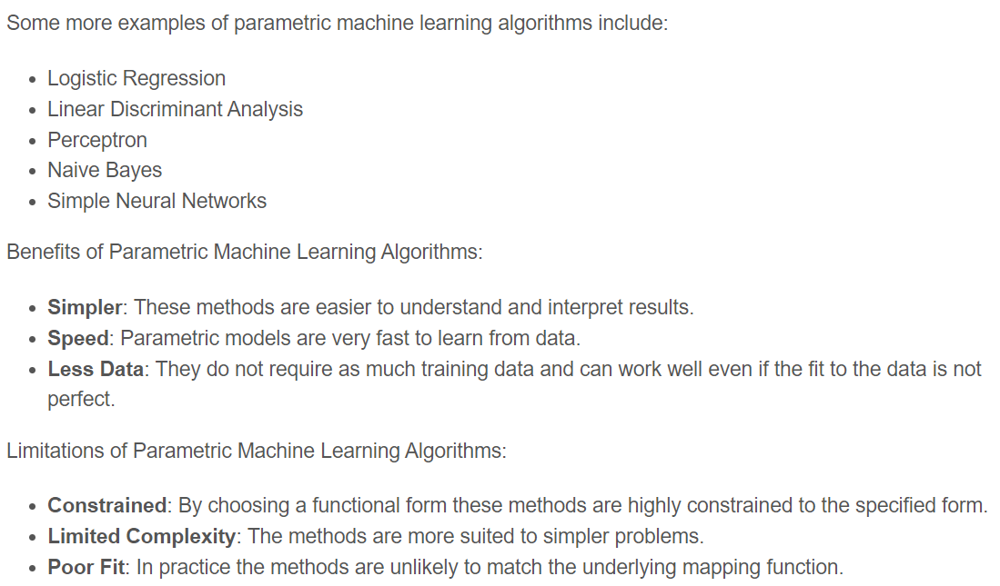 Some more examples of parametric machine learning algorithms include:
• Logistic Regression
• Linear Discriminant Analysis
• Perceptron
• Naive Bayes
• Simple Neural Networks
Benefits of Parametric Machine Learning Algorithms:
• Simpler: These methods are easier to understand and interpret results.
• Speed: Parametric models are very fast to learn from data.
• Less Data: They do not require as much training data and can work well even if the fit to the data is not
perfect.
Limitations of Parametric Machine Learning Algorithms:
• Constrained: By choosing a functional form these methods are highly constrained to the specified form.
• Limited Complexity: The methods are more suited to simpler problems.
• Poor Fit: In practice the methods are unlikely to match the underlying mapping function.